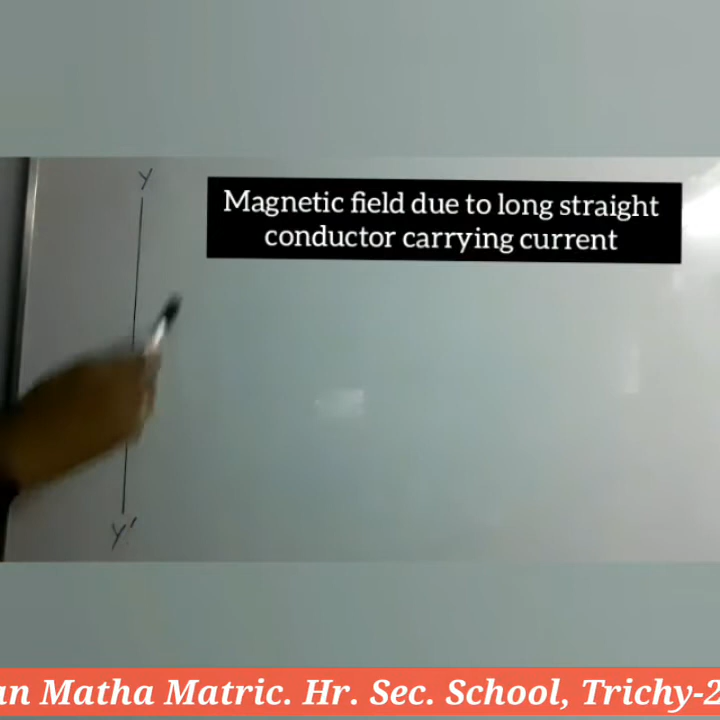 Y
Magnetic field due to long straight
conductor carrying current
Y'
an Matha Matric. Hr. Sec. School, Trichy-2